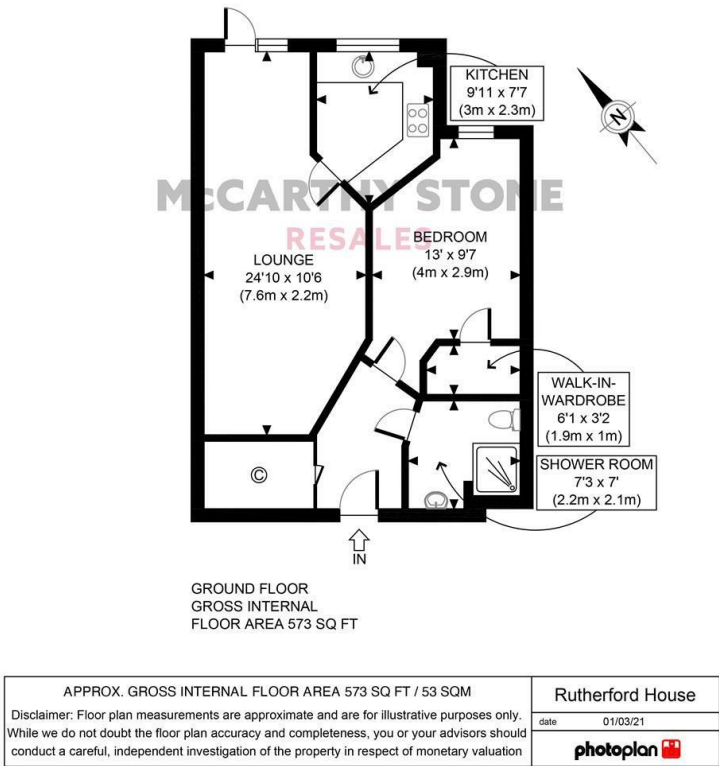 KITCHEN
9'11 x 7'7
(3m x 2.3m)
N
McCARTHY STONE
RESALES
BEDROOM
13' x 9'7
(4m x 2.9m)
LOUNGE
24'10 x 10'6
(7.6m x 2.2m)
WALK-IN-
WARDROBE
6'1 x 3'2
(1.9m x 1m)
SHOWER ROOM
7'3 x 7'
(2.2m x 2.1m)
C
IN
GROUND FLOOR
GROSS INTERNAL
FLOOR AREA 573 SQ FT
APPROX. GROSS INTERNAL FLOOR AREA 573 SQ FT / 53 SQM
Disclaimer: Floor plan measurements are approximate and are for illustrative purposes only.
While we do not doubt the floor plan accuracy and completeness, you or your advisors should
conduct a careful, independent investigation of the property in respect of monetary valuation
Rutherford House
date 01/03/21
photoplan